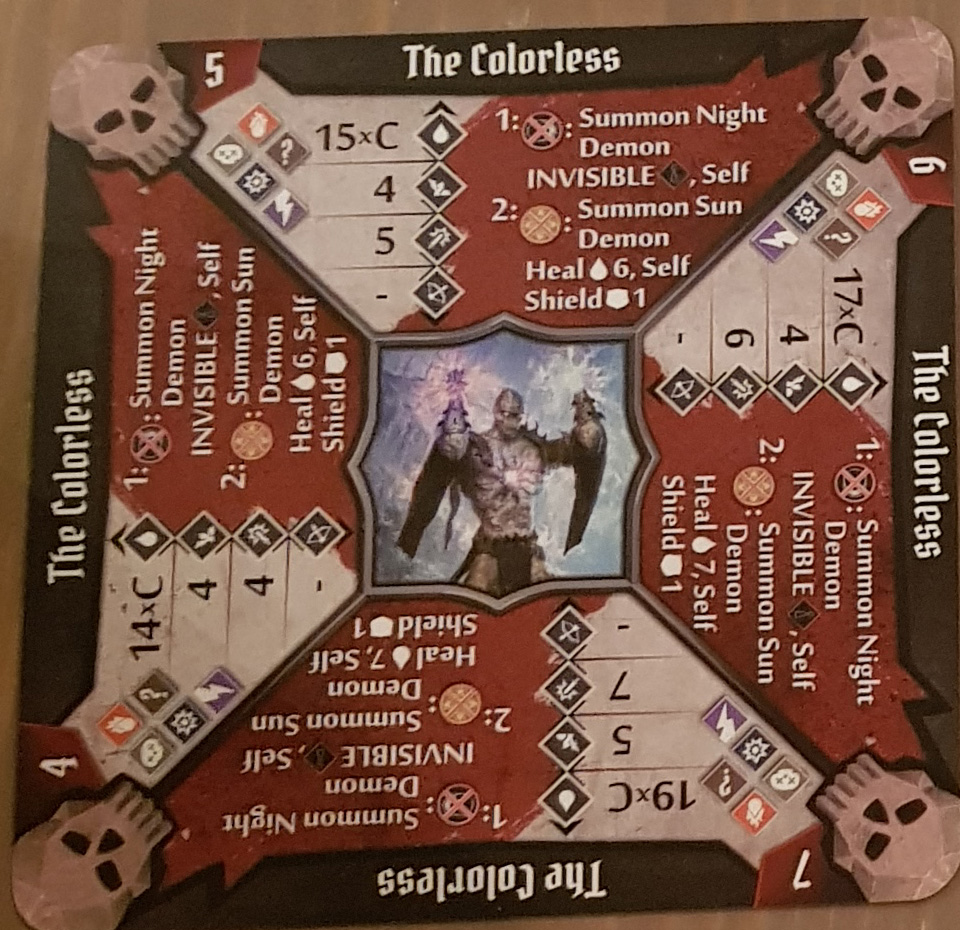 5
The Colorless
15xC
4
5
-
1: : Summon Night
Demon
INVISIBLE , Self
2: : Summon Sun
Demon
Heal 6, Self
Shield 1
6
The Colorless
17xC
4
6
-
1: : Summon Night
Demon
INVISIBLE , Self
2: : Summon Sun
Demon
Heal 7, Self
Shield 1
7
The Colorless
19xC
5
7
-
1: : Summon Night
Demon
INVISIBLE , Self
2: : Summon Sun
Demon
Heal 7, Self
Shield 1
4
The Colorless
14xC
4
4
-
1: : Summon Night
Demon
INVISIBLE , Self
2: : Summon Sun
Demon
Heal 6, Self
Shield 1